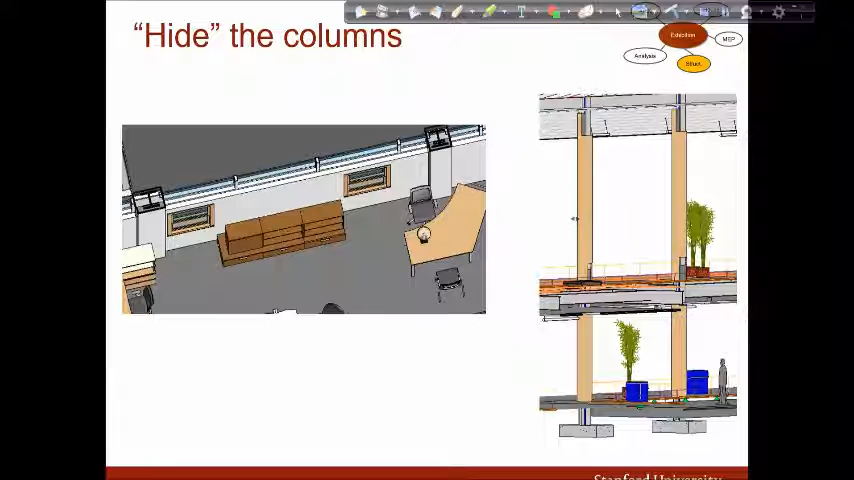 “Hide” the columns
Exhibition
MEP
Analysis
Struct.
Stanford University